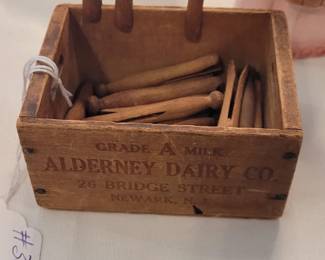 GRADE A MILK
ALDERNEY DAIRY CO.
26 BRIDGE STREET
NEWARK, N.
#3